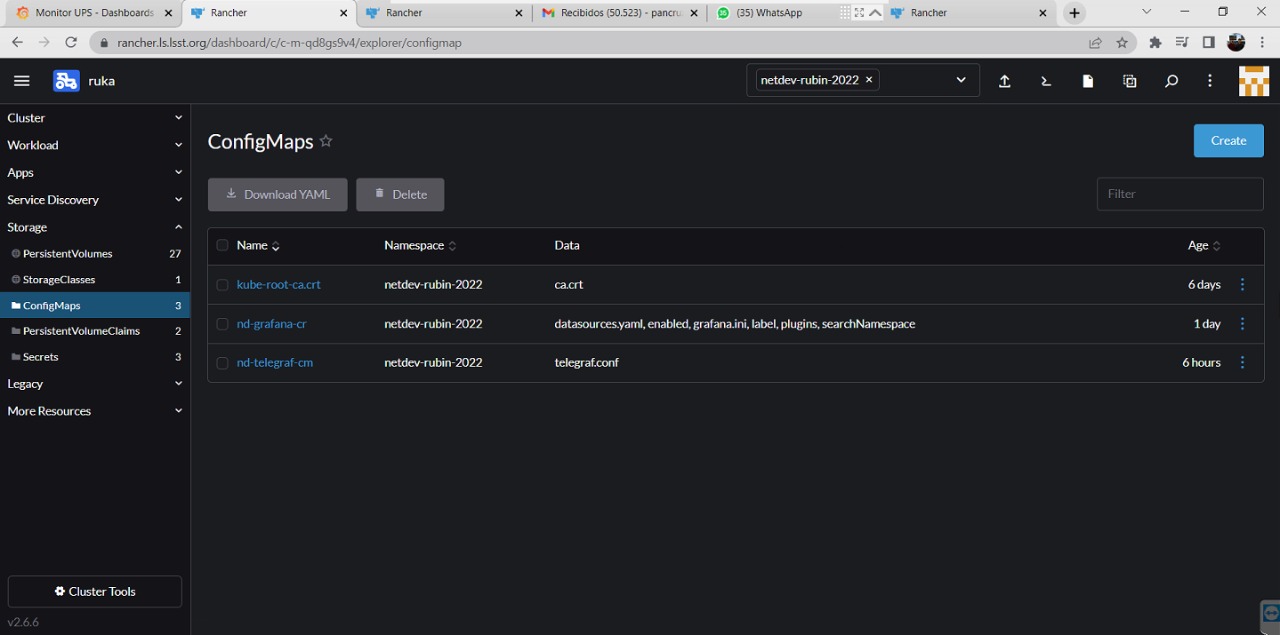 Monitor UPS - Dashboards
Rancher
Rancher
Recibidos (50.523) - pancru
(35) WhatsApp
Rancher
rancher.ls.lsst.org/dashboard/c/c-m-qd8gs9v4/explorer/configmap
ruka
netdev-rubin-2022
Cluster
Workload
Apps
Service Discovery
Storage
PersistentVolumes 27
StorageClasses 1
ConfigMaps 3
PersistentVolumeClaims 2
Secrets 3
Legacy
More Resources
Cluster Tools
v2.6.6
ConfigMaps
Create
Download YAML
Delete
Filter
Name Namespace Data Age
kube-root-ca.crt netdev-rubin-2022 ca.crt 6 days
nd-grafana-cr netdev-rubin-2022 datasources.yaml, enabled, grafana.ini, label, plugins, searchNamespace 1 day
nd-telegraf-cm netdev-rubin-2022 telegraf.conf 6 hours